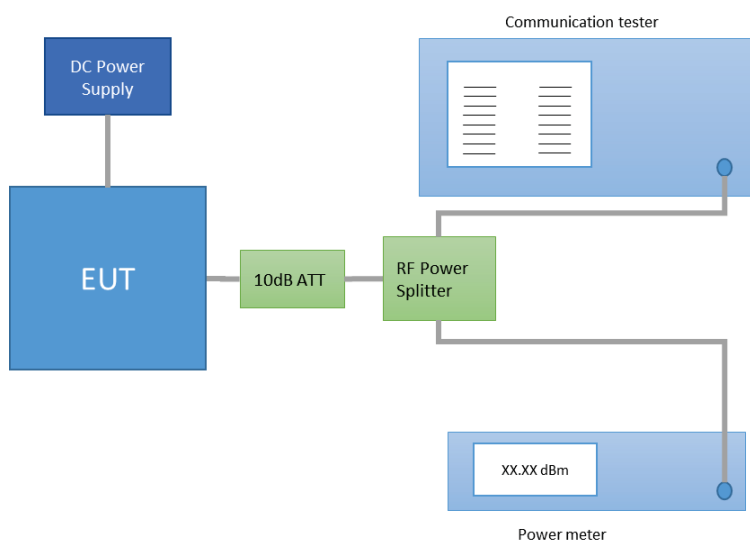 Communication tester
DC Power
Supply
EUT
10dB ATT
RF Power
Splitter
XX.XX dBm
Power meter